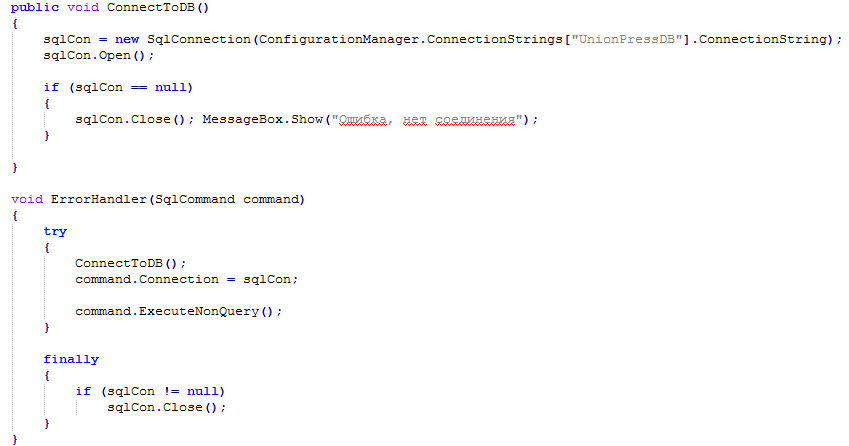 public void ConnectToDB()
{
sqlCon = new SqlConnection(ConfigurationManager.ConnectionStrings["UnionPressDB"].ConnectionString);
sqlCon.Open();
if (sqlCon == null)
{
sqlCon.Close(); MessageBox.Show("Ошибка, нет соединения");
}
}
void ErrorHandler(SqlCommand command)
{
try
{
ConnectToDB();
command.Connection = sqlCon;
command.ExecuteNonQuery();
}
finally
{
if (sqlCon != null)
sqlCon.Close();
}
}